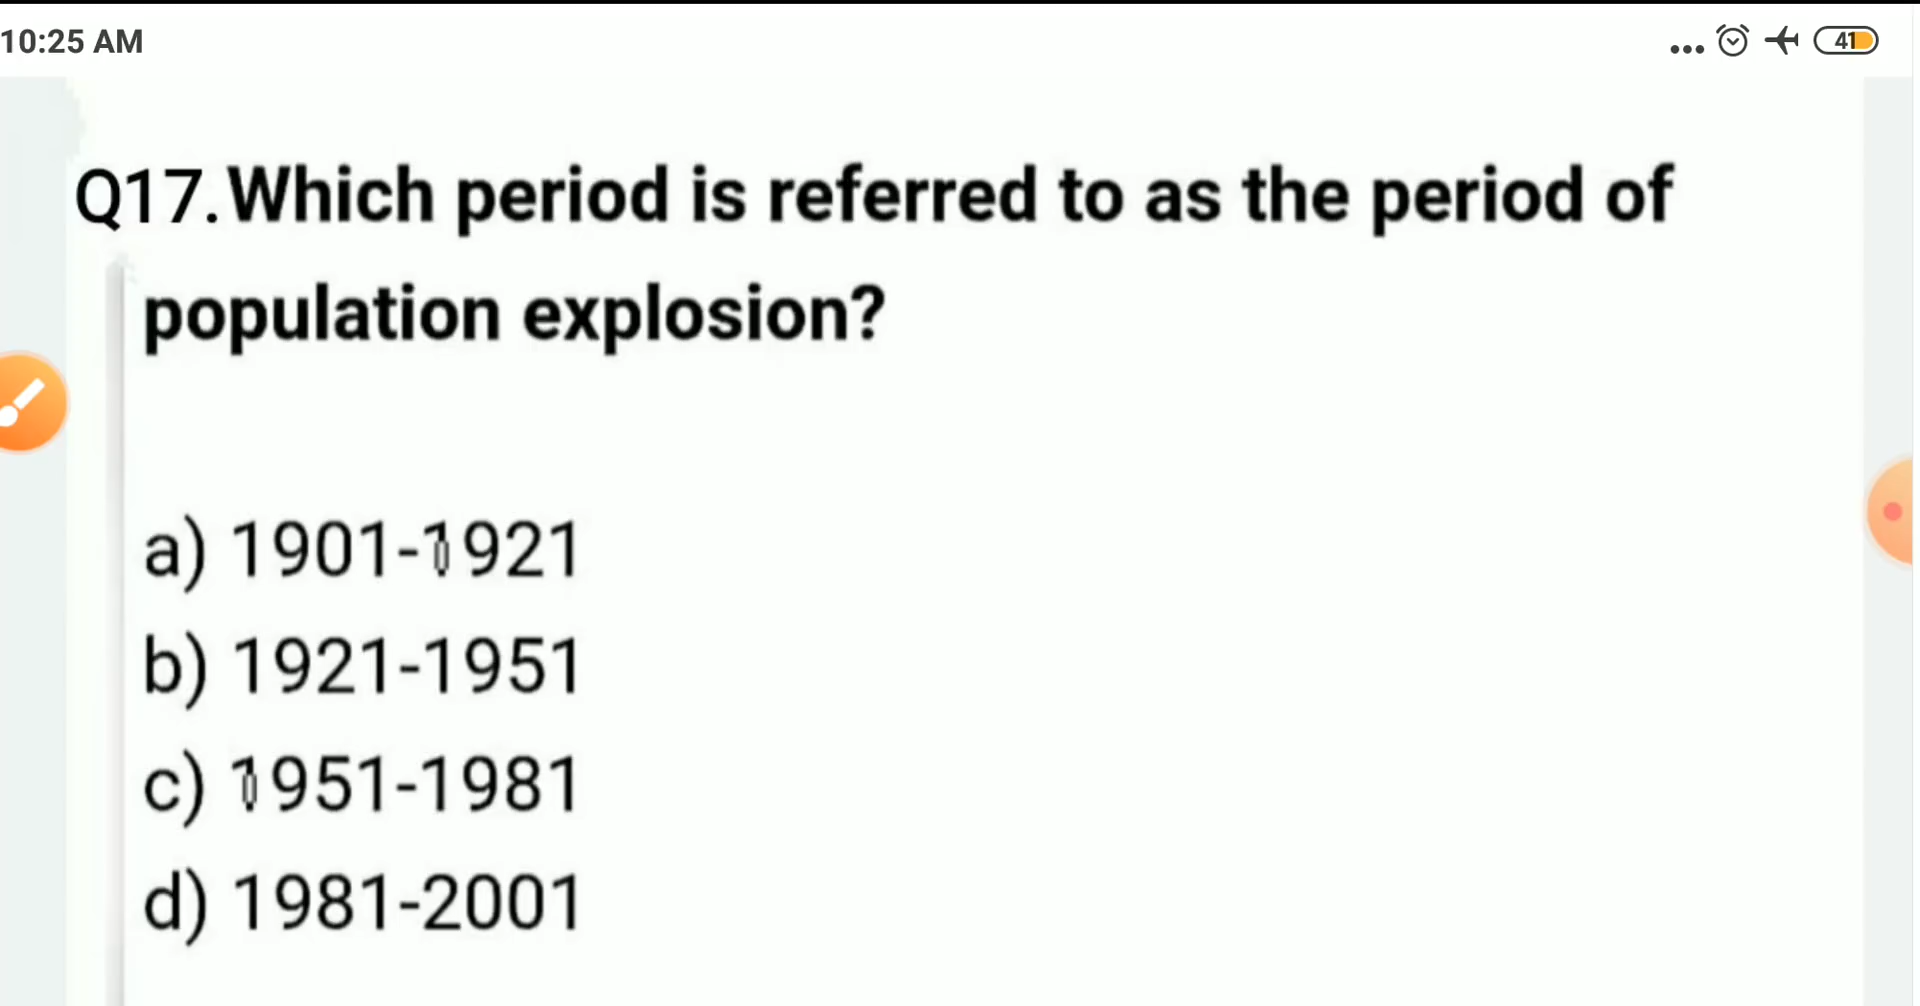 10:25 AM
... 41
Q17.Which period is referred to as the period of
population explosion?
a) 1901-1921
b) 1921-1951
c) 1951-1981
d) 1981-2001